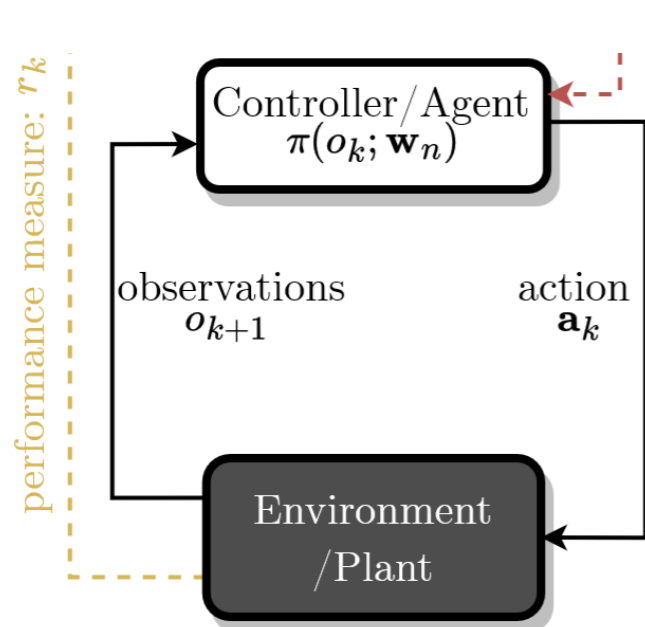 performance measure: r_k
Controller/Agent
π(o_k; w_n)
observations
o_{k+1}
action
a_k
Environment
/Plant